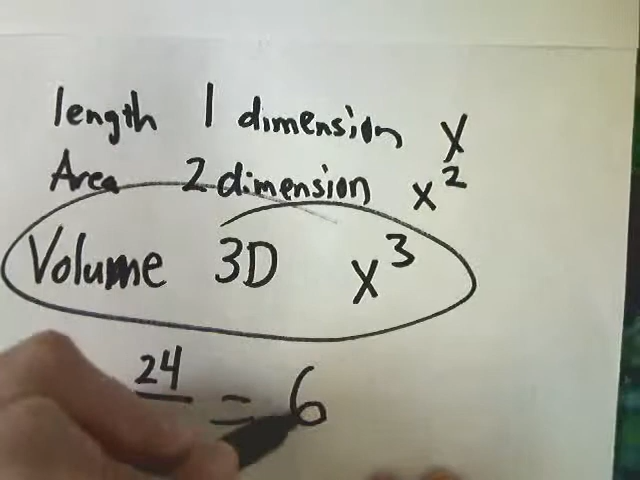 length 1 dimension x
Area 2 dimension x²
Volume 3D x³
24
= 6